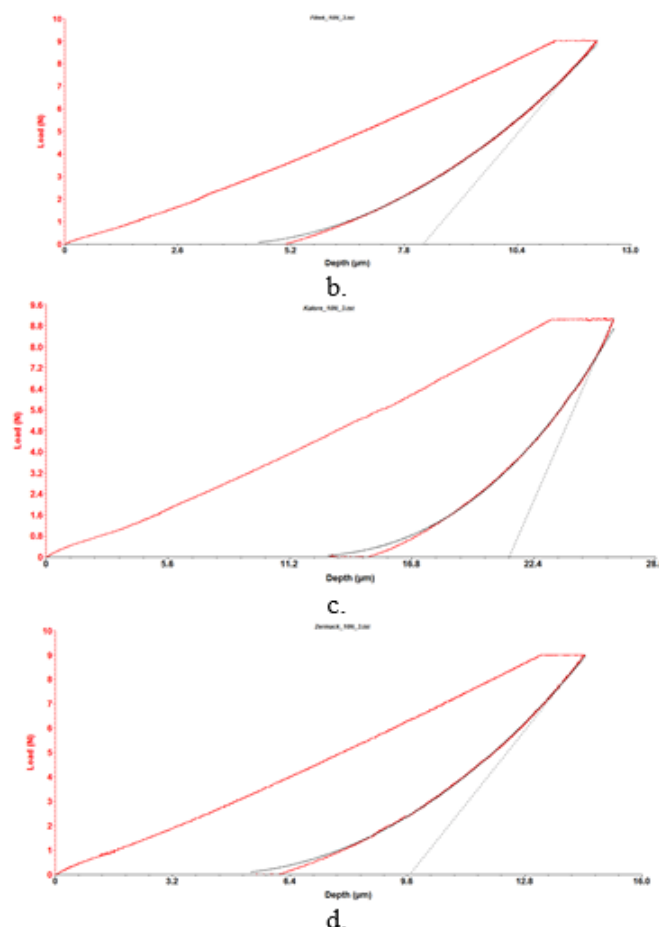 10
9
8
7
6
5
4
3
2
1
0
Load (N)
0 2.6 5.2 7.8 10.4 13.0
Depth (µm)
b.
9.6
8.8
8.0
7.2
6.4
5.6
4.8
4.0
3.2
2.4
1.6
0.8
0
Load (N)
0 5.6 11.2 16.8 22.4
Depth (µm)
c.
10
9
8
7
6
5
4
3
2
1
0
Load (N)
0 3.2 6.4 9.6 12.8 16.0
Depth (µm)
d.